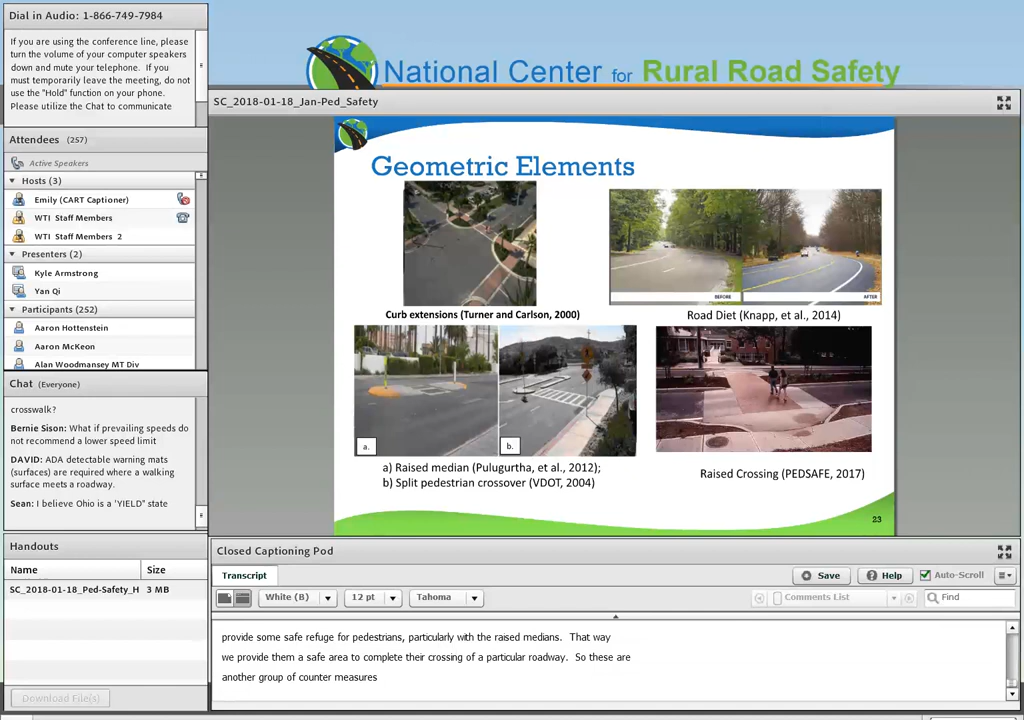 Dial in Audio: 1-866-749-7984
If you are using the conference line, please
turn the volume of your computer speakers
down and mute your telephone. If you
must temporarily leave the meeting, do not
use the "Hold" function on your phone.
Please utilize the Chat to communicate
Attendees (257)
Active Speakers
Hosts (3)
Emily (CART Captioner)
WTI Staff Members
WTI Staff Members 2
Presenters (2)
Kyle Armstrong
Yan Qi
Participants (252)
Aaron Hottenstein
Aaron McKeon
Alan Woodmansey MT Div
Chat (Everyone)
crosswalk?
Bernie Sison: What if prevailing speeds do
not recommend a lower speed limit
DAVID: ADA detectable warning mats
(surfaces) are required where a walking
surface meets a roadway.
Sean: I believe Ohio is a 'YIELD" state
Handouts
Name Size
SC_2018-01-18_Ped-Safety_H 3 MB
Download File(s)
National Center for Rural Road Safety
SC_2018-01-18_Jan-Ped_Safety
Geometric Elements
Curb extensions (Turner and Carlson, 2000)
BEFORE AFTER
Road Diet (Knapp, et al., 2014)
a. b.
a) Raised median (Pulugurtha, et al., 2012);
b) Split pedestrian crossover (VDOT, 2004)
Raised Crossing (PEDSAFE, 2017)
23
Closed Captioning Pod
Transcript Save Help Auto-Scroll
White (B) 12 pt Tahoma Comments List Find
provide some safe refuge for pedestrians, particularly with the raised medians. That way
we provide them a safe area to complete their crossing of a particular roadway. So these are
another group of counter measures